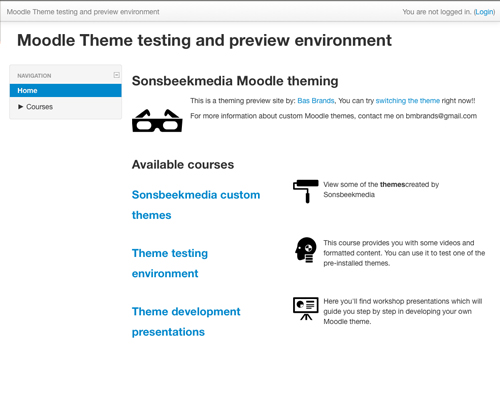 Moodle Theme testing and preview environment
You are not logged in. (Login)
Moodle Theme testing and preview environment
NAVIGATION
Home
► Courses
Sonsbeekmedia Moodle theming
This is a theming preview site by: Bas Brands, You can try switching the theme right now!!
For more information about custom Moodle themes, contact me on bmbrands@gmail.com
Available courses
Sonsbeekmedia custom
themes
View some of the themescreated by
Sonsbeekmedia
Theme testing
environment
This course provides you with some videos and
formatted content. You can use it to test one of the
pre-installed themes.
Theme development
presentations
Here you'll find workshop presentations which will
guide you step by step in developing your own
Moodle theme.